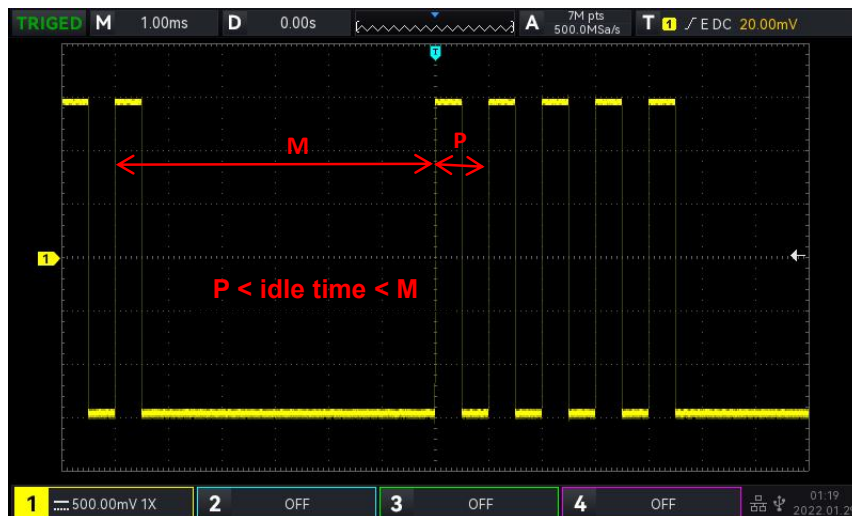 TRIGED M 1.00ms D 0.00s A 7M pts 500.0MSa/s T 1 E DC 20.00mV
T
M
P
1
P < idle time < M
1 500.00mV 1X 2 OFF 3 OFF 4 OFF 01:19
2022.01.29